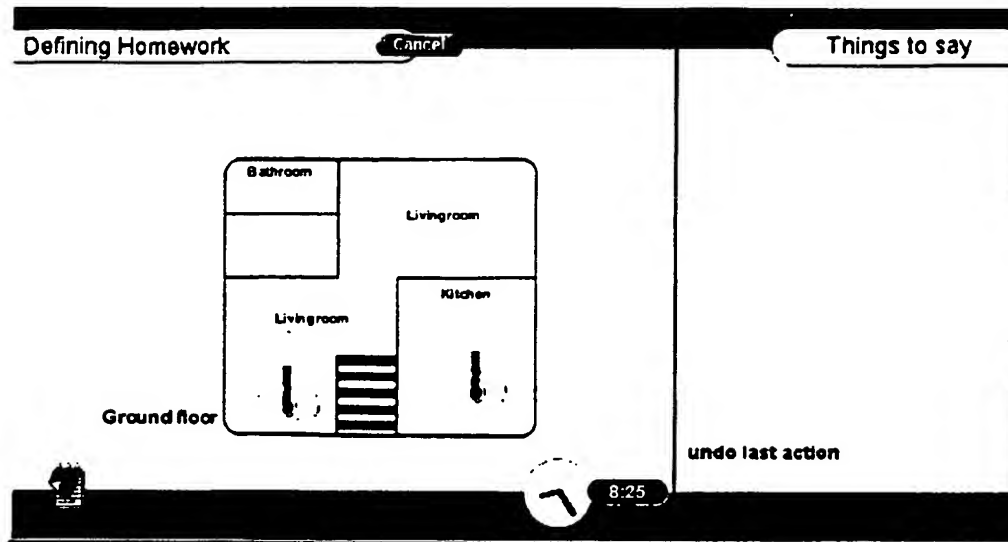 Defining Homework
Cancel
Things to say
Bathroom
Livingroom
Kitchen
Livingroom
Ground floor
undo last action
8:25